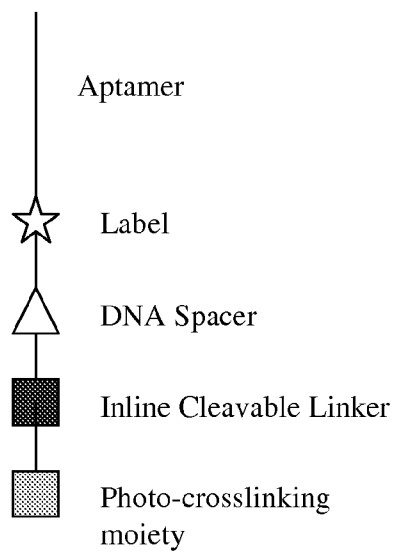 Aptamer
Label
DNA Spacer
Inline Cleavable Linker
Photo-crosslinking
moiety